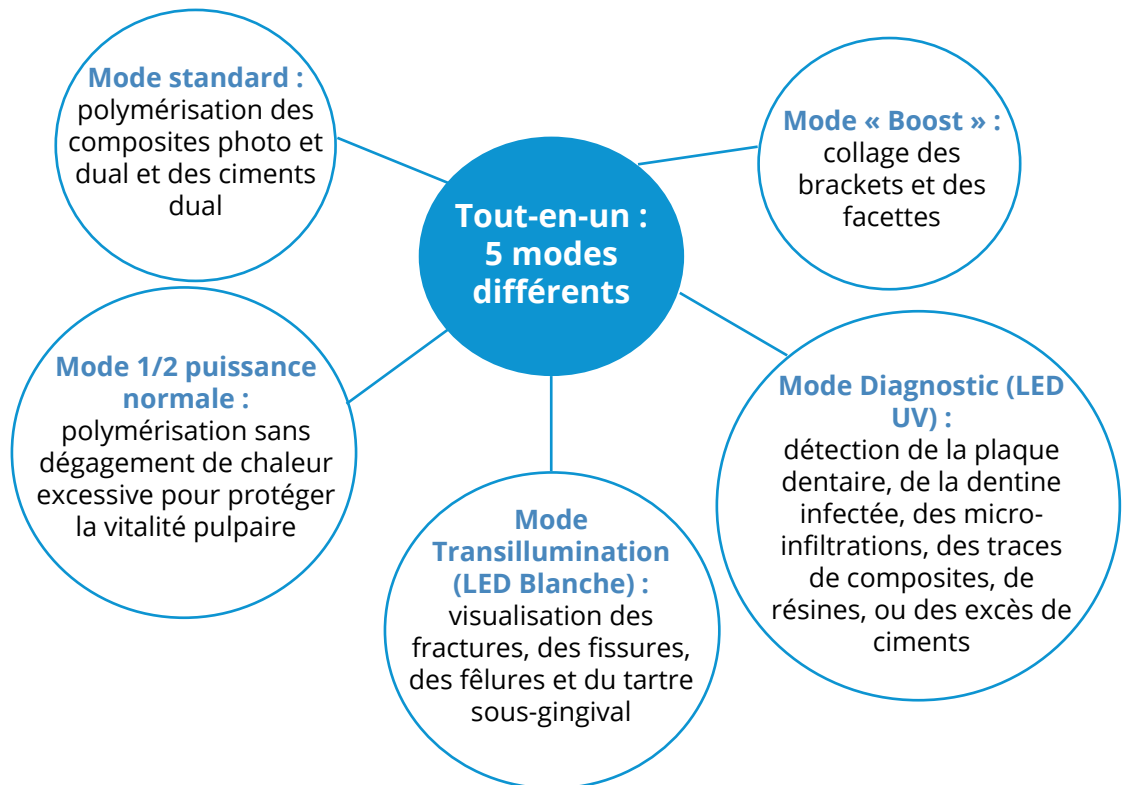 Mode standard :
polymérisation des
composites photo et
dual et des ciments
dual
Mode « Boost » :
collage des
brackets et des
facettes
Tout-en-un :
5 modes
différents
Mode 1/2 puissance
normale :
polymérisation sans
dégagement de chaleur
excessive pour protéger
la vitalité pulpaire
Mode Diagnostic (LED
UV) :
détection de la plaque
dentaire, de la dentine
infectée, des micro-
infiltrations, des traces
de composites, de
résines, ou des excès de
ciments
Mode
Transillumination
(LED Blanche) :
visualisation des
fractures, des fissures,
des fêlures et du tartre
sous-gingival